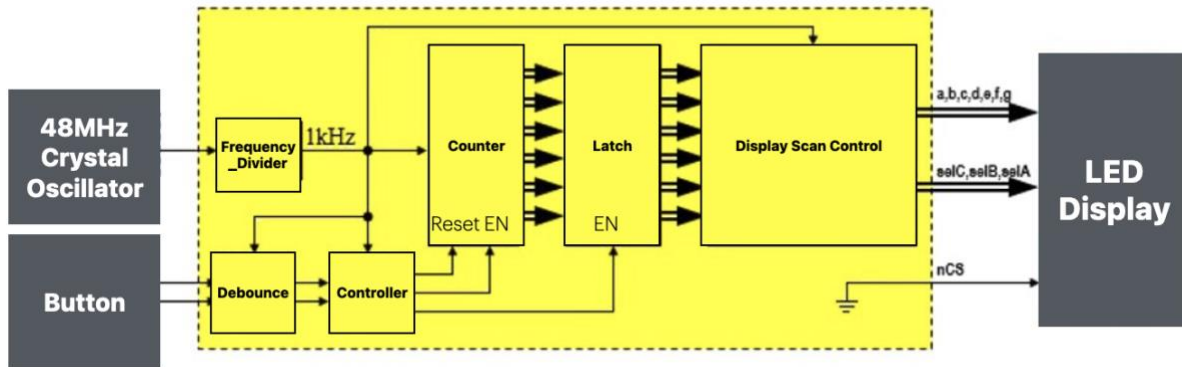 48MHz
Crystal
Oscillator
Button
Frequency
_Divider
1kHz
Debounce
Controller
Counter
Reset EN
Latch
EN
Display Scan Control
a,b,c,d,e,f,g
selC,selB,selA
nCS
LED
Display